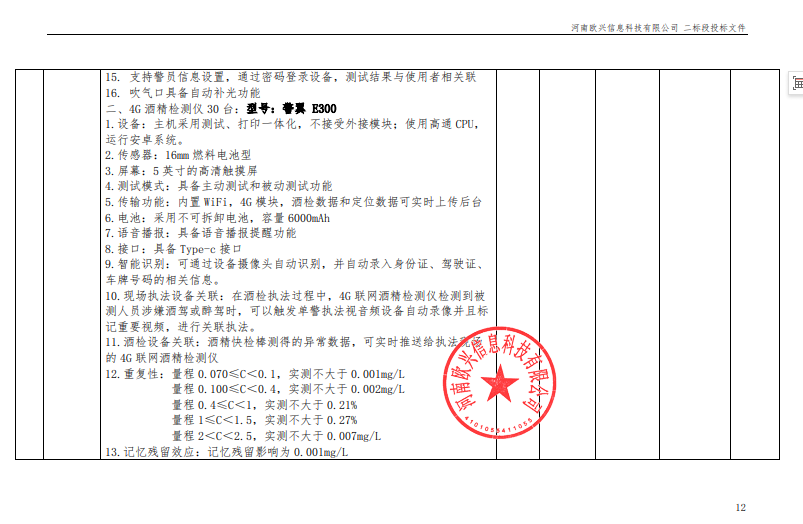 河南欧兴信息科技有限公司 二标段投标文件
15. 支持警员信息设置，通过密码登录设备，测试结果与使用者相关联
16. 吹气口具备自动补光功能
二、4G 酒精检测仪 30 台：型号：警翼 E300
1.设备：主机采用测试、打印一体化，不接受外接模块；使用高通 CPU，
运行安卓系统。
2.传感器：16mm 燃料电池型
3.屏幕：5 英寸的高清触摸屏
4.测试模式：具备主动测试和被动测试功能
5.传输功能：内置 WiFi，4G 模块，酒检数据和定位数据可实时上传后台
6.电池：采用不可拆卸电池，容量 6000mAh
7.语音播报：具备语音播报提醒功能
8.接口：具备 Type-c 接口
9.智能识别：可通过设备摄像头自动识别，并自动录入身份证、驾驶证、
车牌号码的相关信息。
10.现场执法设备关联：在酒检执法过程中，4G 联网酒精检测仪检测到被
测人员涉嫌酒驾或醉驾时，可以触发单警执法视音频设备自动录像并且标
记重要视频，进行关联执法。
11.酒检设备关联：酒精快检棒测得的异常数据，可实时推送给执法现场
的 4G 联网酒精检测仪
12.重复性：量程 0.070≤C＜0.1，实测不大于 0.001mg/L
量程 0.100≤C＜0.4，实测不大于 0.002mg/L
量程 0.4≤C＜1，实测不大于 0.21%
量程 1≤C＜1.5，实测不大于 0.27%
量程 2＜C＜2.5，实测不大于 0.007mg/L
13.记忆残留效应：记忆残留影响为 0.001mg/L
河南欧兴信息科技有限公司
4101055411055
12